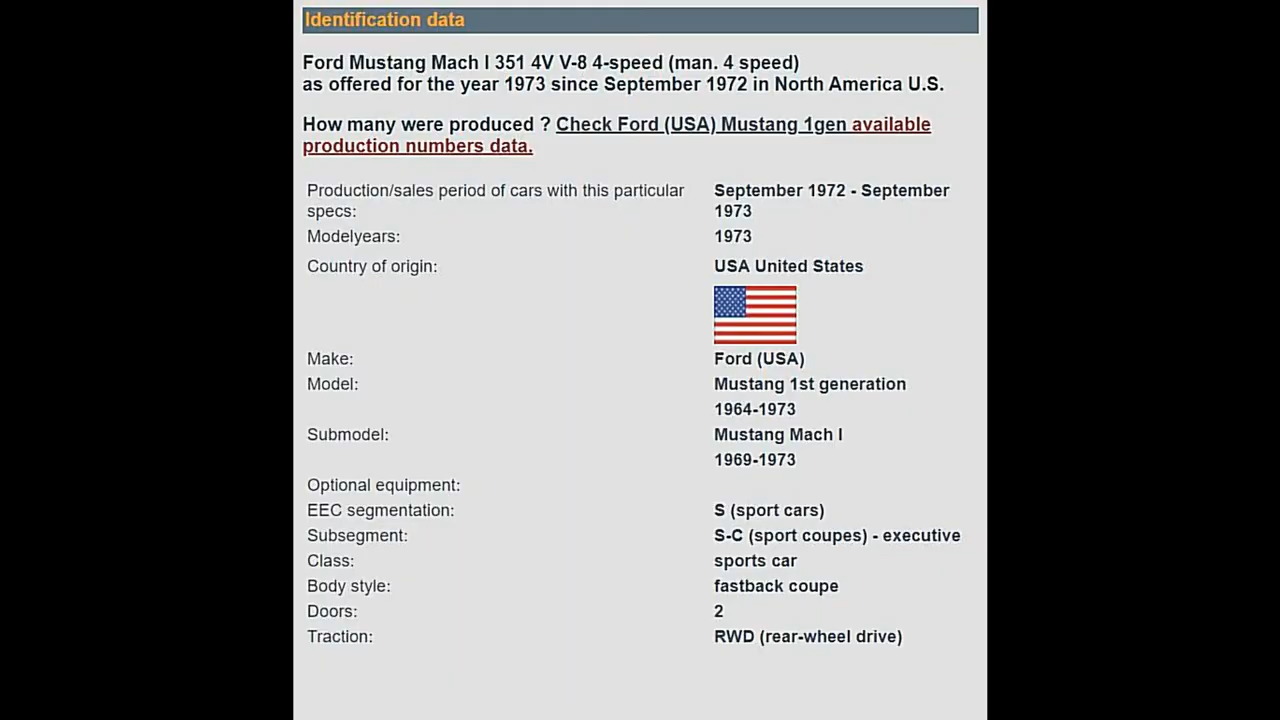 Identification data
Ford Mustang Mach I 351 4V V-8 4-speed (man. 4 speed)
as offered for the year 1973 since September 1972 in North America U.S.
How many were produced ? Check Ford (USA) Mustang 1gen available
production numbers data.
Production/sales period of cars with this particular September 1972 - September
specs: 1973
Modelyears: 1973
Country of origin: USA United States
Make: Ford (USA)
Model: Mustang 1st generation
1964-1973
Submodel: Mustang Mach I
1969-1973
Optional equipment:
EEC segmentation: S (sport cars)
Subsegment: S-C (sport coupes) - executive
Class: sports car
Body style: fastback coupe
Doors: 2
Traction: RWD (rear-wheel drive)